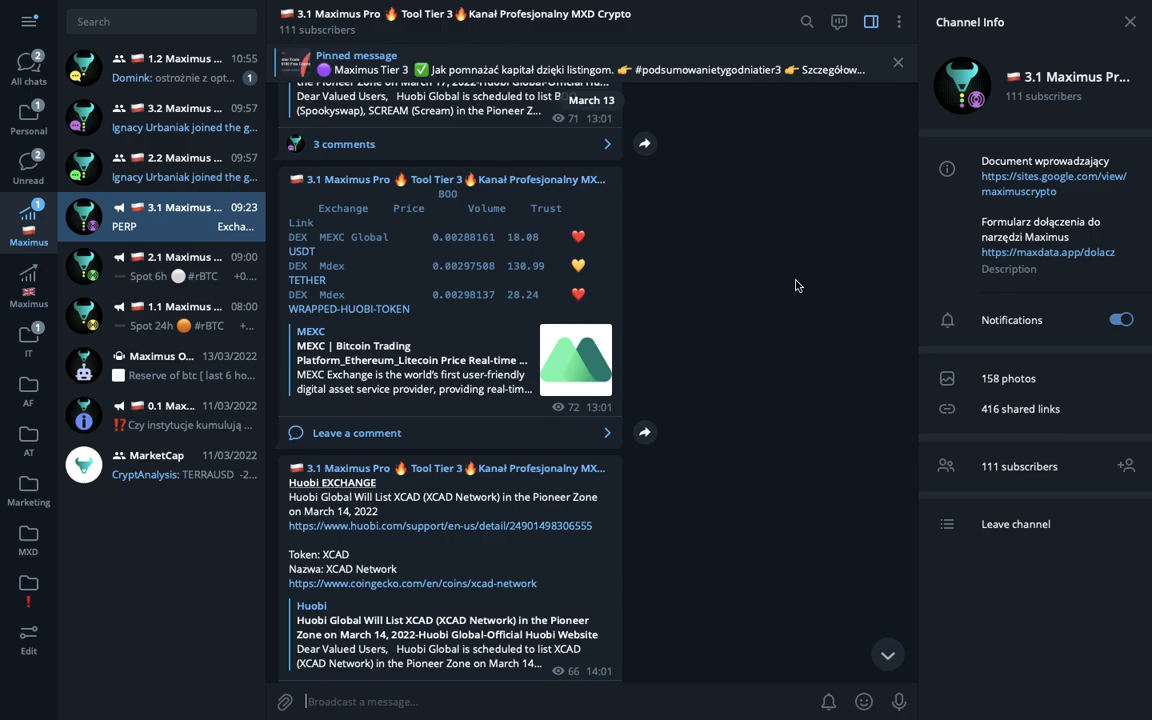 Search
2
All chats
1
Personal
2
Unread
1
Maximus
Maximus
1
IT
AF
AT
Marketing
MXD
Edit
1.2 Maximus ... 10:55
Domink: ostrożnie z opt... 1
3.2 Maximus ... 09:57
Ignacy Urbaniak joined the g...
2.2 Maximus ... 09:57
Ignacy Urbaniak joined the g...
3.1 Maximus ... 09:23
PERP Excha...
2.1 Maximus ... 09:00
Spot 6h ⚪#rBTC +0....
1.1 Maximus ... 08:00
Spot 24h 🟠#rBTC +...
Maximus O... 13/03/2022
Reserve of btc [ last 6 ho...
0.1 Max... 11/03/2022
⁉️Czy instytucje kumulują ...
MarketCap 11/03/2022
CryptAnalysis: TERRAUSD -2...
🇵🇱 3.1 Maximus Pro 🔥 Tool Tier 3🔥Kanał Profesjonalny MXD Crypto
111 subscribers
Pinned message
🟣 Maximus Tier 3 ✅ Jak pomnażać kapitał dzięki listingom. 👉 #podsumowanietygodniatier3 👉 Szczegółow...
Dear Valued Users, Huobi Global is scheduled to list B
March 13
(Spookyswap), SCREAM (Scream) in the Pioneer Z... 71 13:01
3 comments
🇵🇱 3.1 Maximus Pro 🔥 Tool Tier 3🔥Kanał Profesjonalny MX...
BOO
Exchange Price Volume Trust
Link
DEX MEXC Global 0.00288161 18.08 ❤️
USDT
DEX Mdex 0.00297508 130.99 💛
TETHER
DEX Mdex 0.00298137 28.24 ❤️
WRAPPED-HUOBI-TOKEN
MEXC
MEXC | Bitcoin Trading
Platform_Ethereum_Litecoin Price Real-time ...
MEXC Exchange is the world's first user-friendly
digital asset service provider, providing real-tim...
72 13:01
Leave a comment
🇵🇱 3.1 Maximus Pro 🔥 Tool Tier 3🔥Kanał Profesjonalny MX...
Huobi EXCHANGE
Huobi Global Will List XCAD (XCAD Network) in the Pioneer Zone
on March 14, 2022
https://www.huobi.com/support/en-us/detail/24901498306555
Token: XCAD
Nazwa: XCAD Network
https://www.coingecko.com/en/coins/xcad-network
Huobi
Huobi Global Will List XCAD (XCAD Network) in the Pioneer
Zone on March 14, 2022-Huobi Global-Official Huobi Website
Dear Valued Users, Huobi Global is scheduled to list XCAD
(XCAD Network) in the Pioneer Zone on March 14... 66 14:01
Broadcast a message...
Channel Info
🇵🇱 3.1 Maximus Pr...
111 subscribers
Document wprowadzający
https://sites.google.com/view/
maximuscrypto
Formularz dołączenia do
narzędzi Maximus
https://maxdata.app/dolacz
Description
Notifications
158 photos
416 shared links
111 subscribers
Leave channel